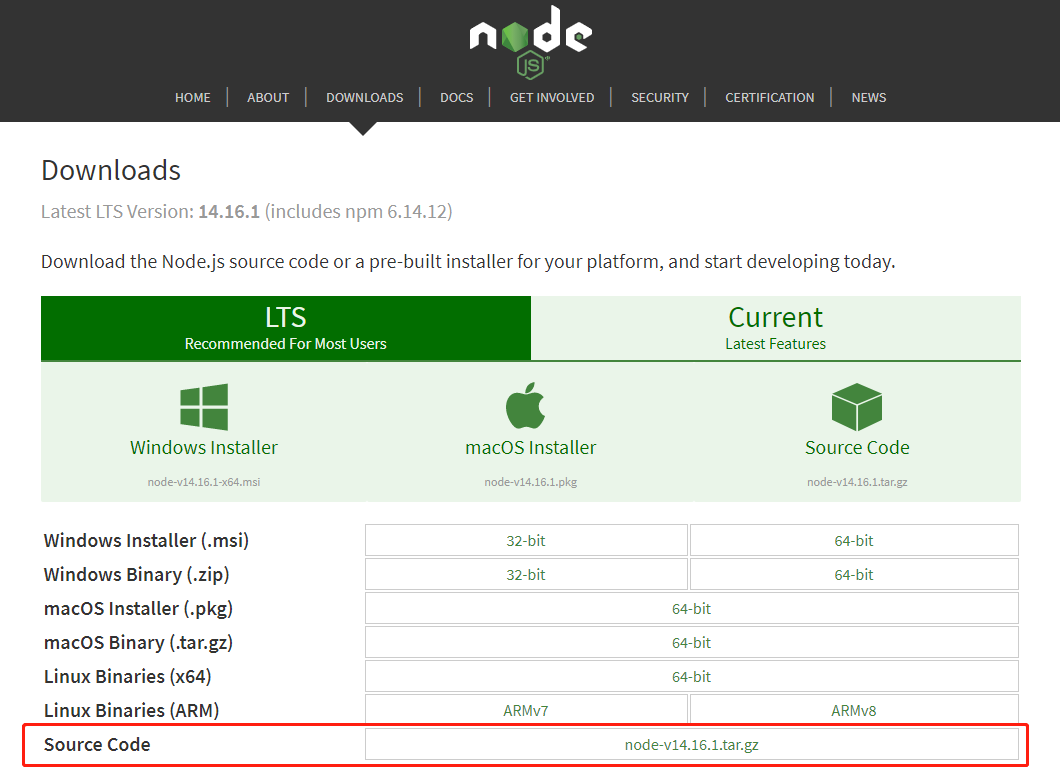 node
JS
HOME ABOUT DOWNLOADS DOCS GET INVOLVED SECURITY CERTIFICATION NEWS
Downloads
Latest LTS Version: 14.16.1 (includes npm 6.14.12)
Download the Node.js source code or a pre-built installer for your platform, and start developing today.
LTS Current
Recommended For Most Users Latest Features
Windows Installer macOS Installer Source Code
node-v14.16.1-x64.msi node-v14.16.1.pkg node-v14.16.1.tar.gz
Windows Installer (.msi) 32-bit 64-bit
Windows Binary (.zip) 32-bit 64-bit
macOS Installer (.pkg) 64-bit
macOS Binary (.tar.gz) 64-bit
Linux Binaries (x64) 64-bit
Linux Binaries (ARM) ARMv7 ARMv8
Source Code node-v14.16.1.tar.gz